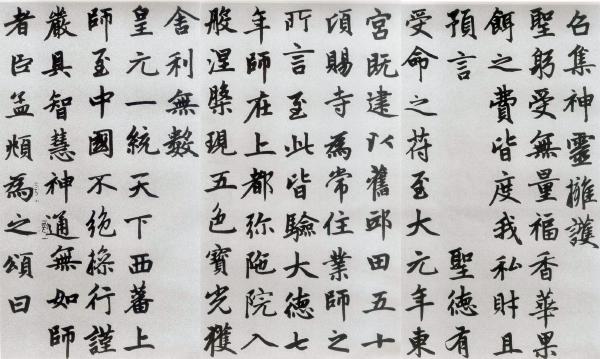 召集神靈擁護
聖躬受無量福香華果
餌之費皆度我私財且
預言 聖德有
受命之苻至大元年東
宮既建以舊邸田五十
頃賜寺為常住業師之
所言至此皆驗大德七
年師在上都弥陁院入
般涅槃現五色寶光獲
舍利無數
皇元一統天下西蕃上
師至中國不絕操行謹
嚴具智慧神通無如師
者臣孟頫為之頌曰